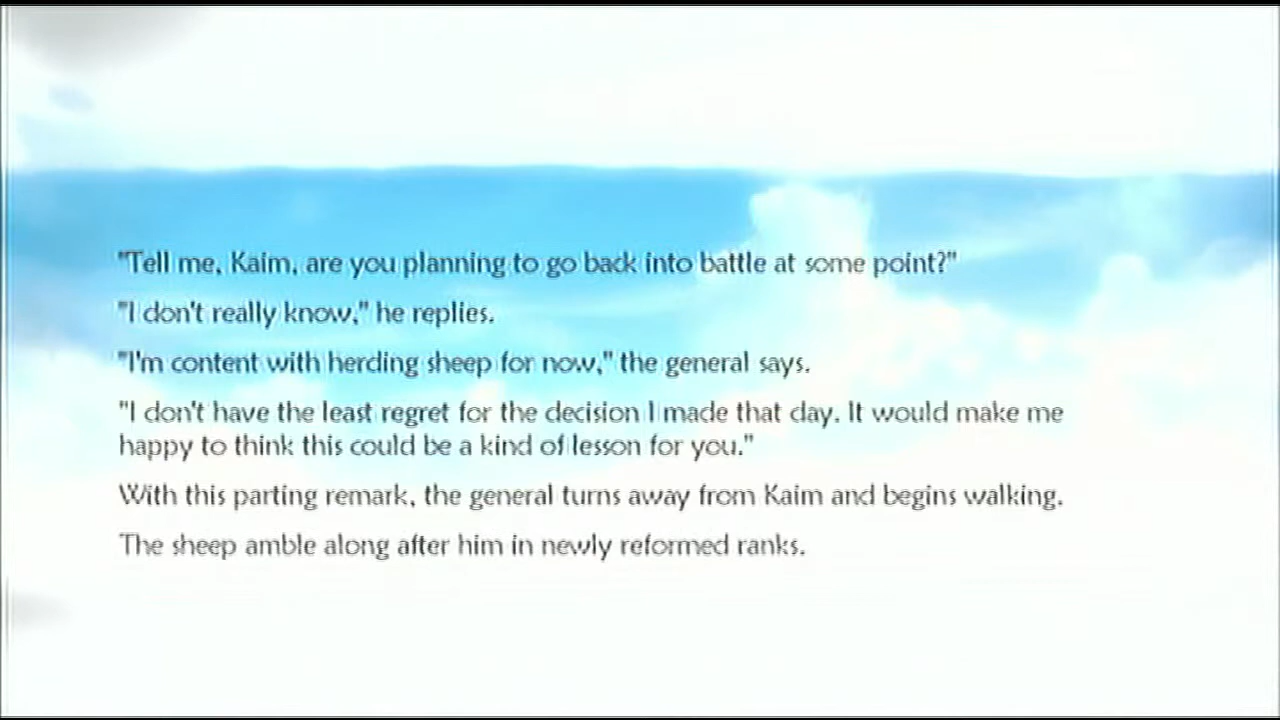 "Tell me, Kaim, are you planning to go back into battle at some point?"
"I don't really know," he replies.
"I'm content with herding sheep for now," the general says.
"I don't have the least regret for the decision I made that day. It would make me
happy to think this could be a kind of lesson for you."
With this parting remark, the general turns away from Kaim and begins walking.
The sheep amble along after him in newly reformed ranks.